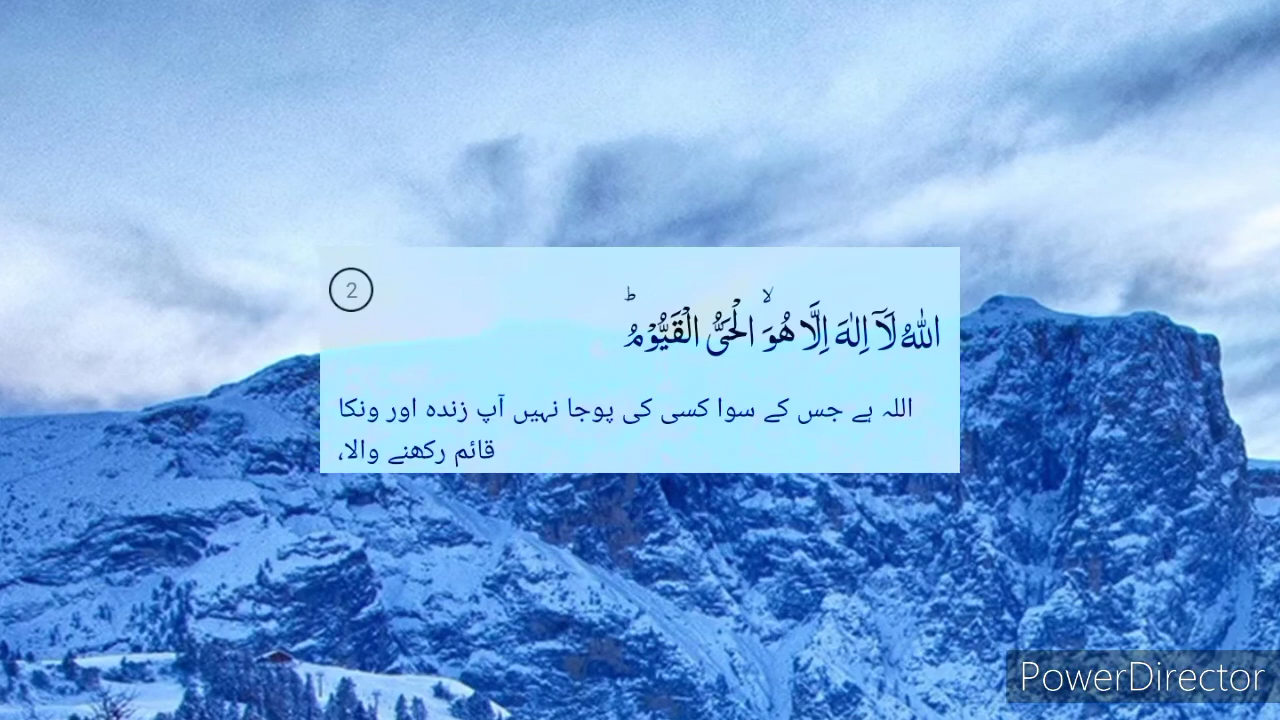 2
اللّٰهُ لَاۤ اِلٰهَ اِلَّا هُوَ ۙ الْحَىُّ الْقَيُّوْمُ ؕ
اللہ ہے جس کے سوا کسی کی پوجا نہیں آپ زندہ اور ونکا
قائم رکھنے والا،
PowerDirector